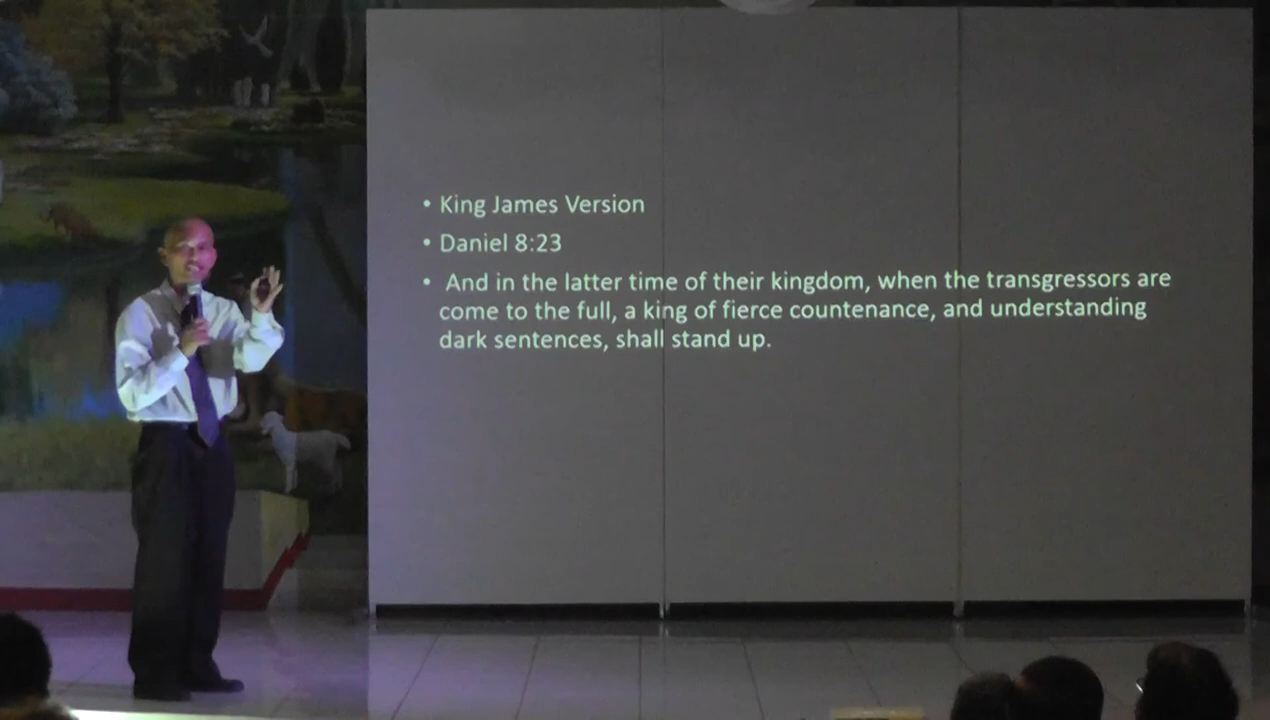 • King James Version
• Daniel 8:23
• And in the latter time of their kingdom, when the transgressors are
come to the full, a king of fierce countenance, and understanding
dark sentences, shall stand up.